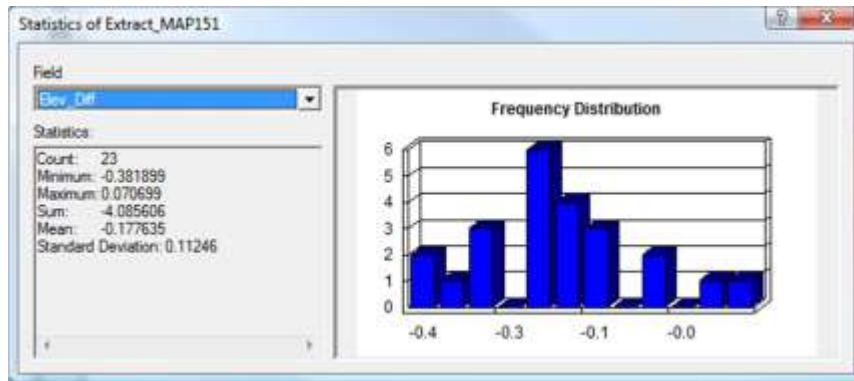 Statistics of Extract_MAP151
Field
Elev_Diff
Statistics:
Count: 23
Minimum: -0.381899
Maximum: 0.070699
Sum: -4.085606
Mean: -0.177635
Standard Deviation: 0.11246
Frequency Distribution
6
5
4
3
2
1
0
-0.4 -0.3 -0.1 -0.0